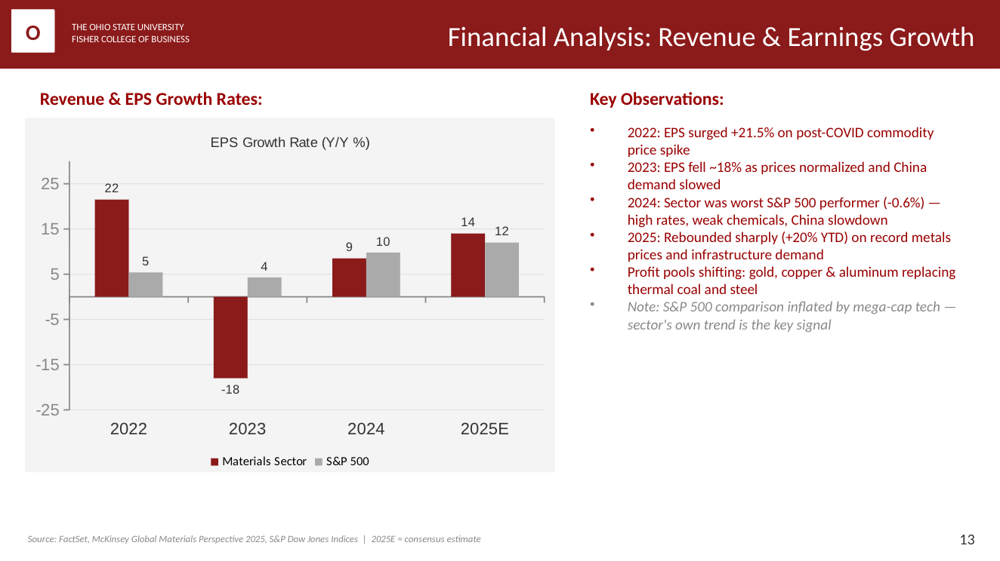 O
THE OHIO STATE UNIVERSITY
FISHER COLLEGE OF BUSINESS
Financial Analysis: Revenue & Earnings Growth
Revenue & EPS Growth Rates:
EPS Growth Rate (Y/Y %)
25
15
5
-5
-15
-25
22
5
-18
4
9
10
14
12
2022
2023
2024
2025E
Materials Sector
S&P 500
Key Observations:
• 2022: EPS surged +21.5% on post-COVID commodity
price spike
• 2023: EPS fell ~18% as prices normalized and China
demand slowed
• 2024: Sector was worst S&P 500 performer (-0.6%) —
high rates, weak chemicals, China slowdown
• 2025: Rebounded sharply (+20% YTD) on record metals
prices and infrastructure demand
• Profit pools shifting: gold, copper & aluminum replacing
thermal coal and steel
• Note: S&P 500 comparison inflated by mega-cap tech —
sector's own trend is the key signal
Source: FactSet, McKinsey Global Materials Perspective 2025, S&P Dow Jones Indices | 2025E = consensus estimate
13